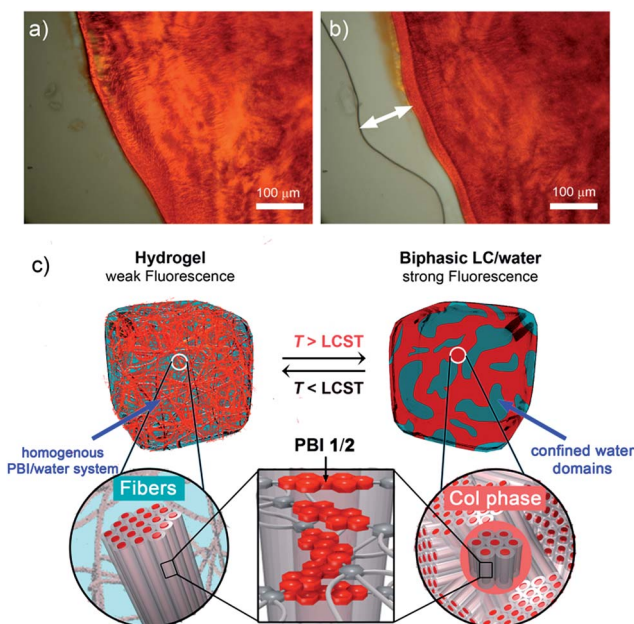 a)
b)
100 μm
100 μm
c)
Hydrogel
weak Fluorescence
Biphasic LC/water
strong Fluorescence
T > LCST
T < LCST
homogenous
PBI/water system
PBI 1/2
confined water
domains
Fibers
Col phase